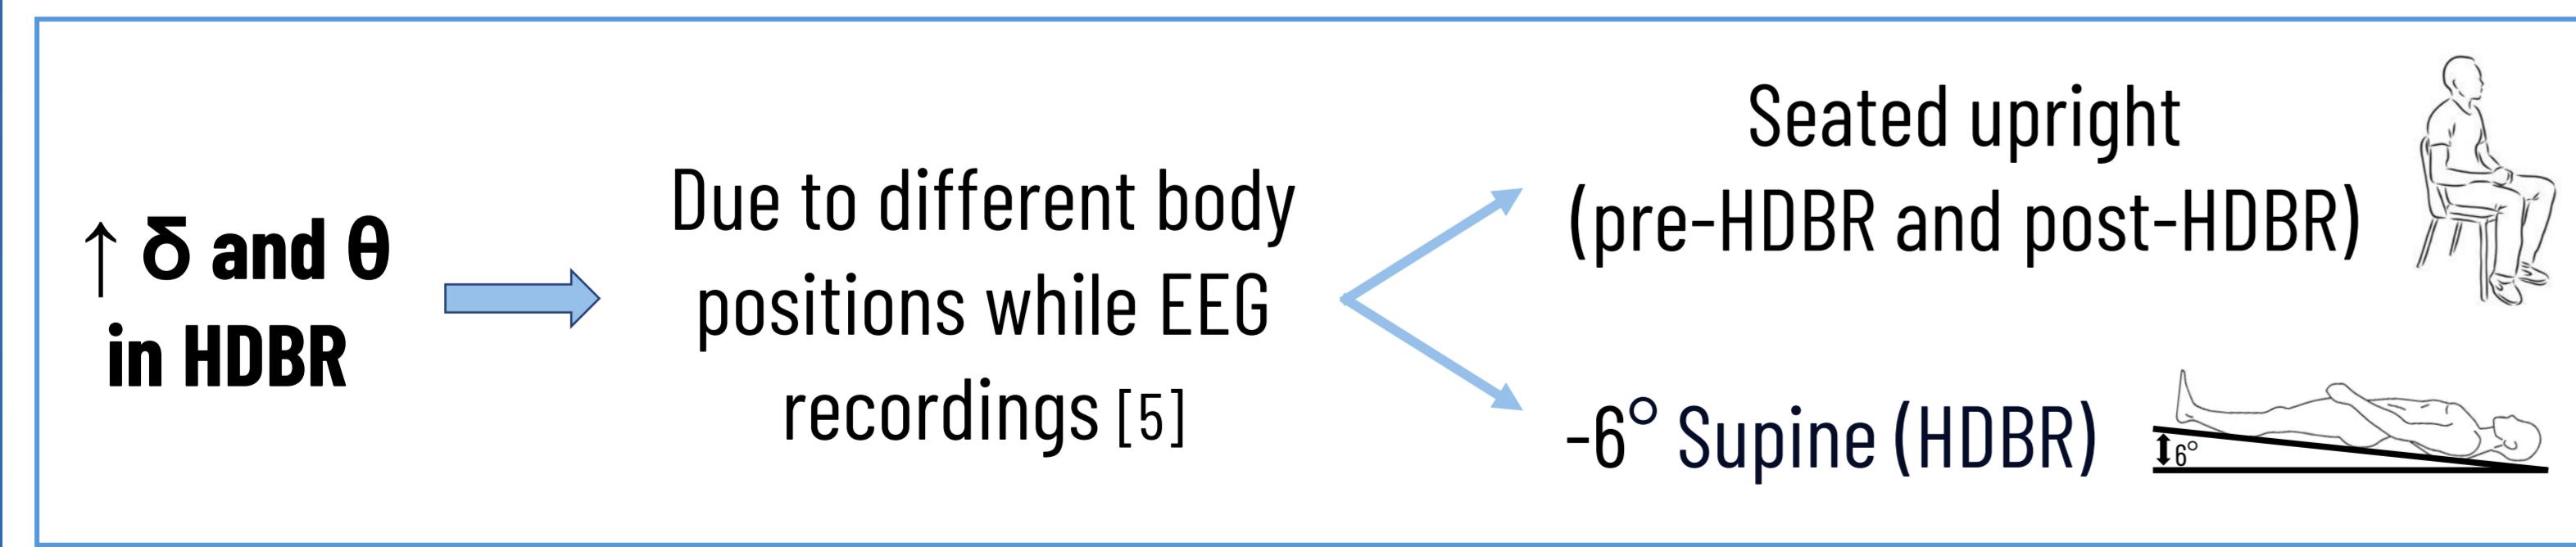 ↑ δ and θ
in HDBR
Due to different body
positions while EEG
recordings [5]
Seated upright
(pre-HDBR and post-HDBR)
-6° Supine (HDBR)
6°